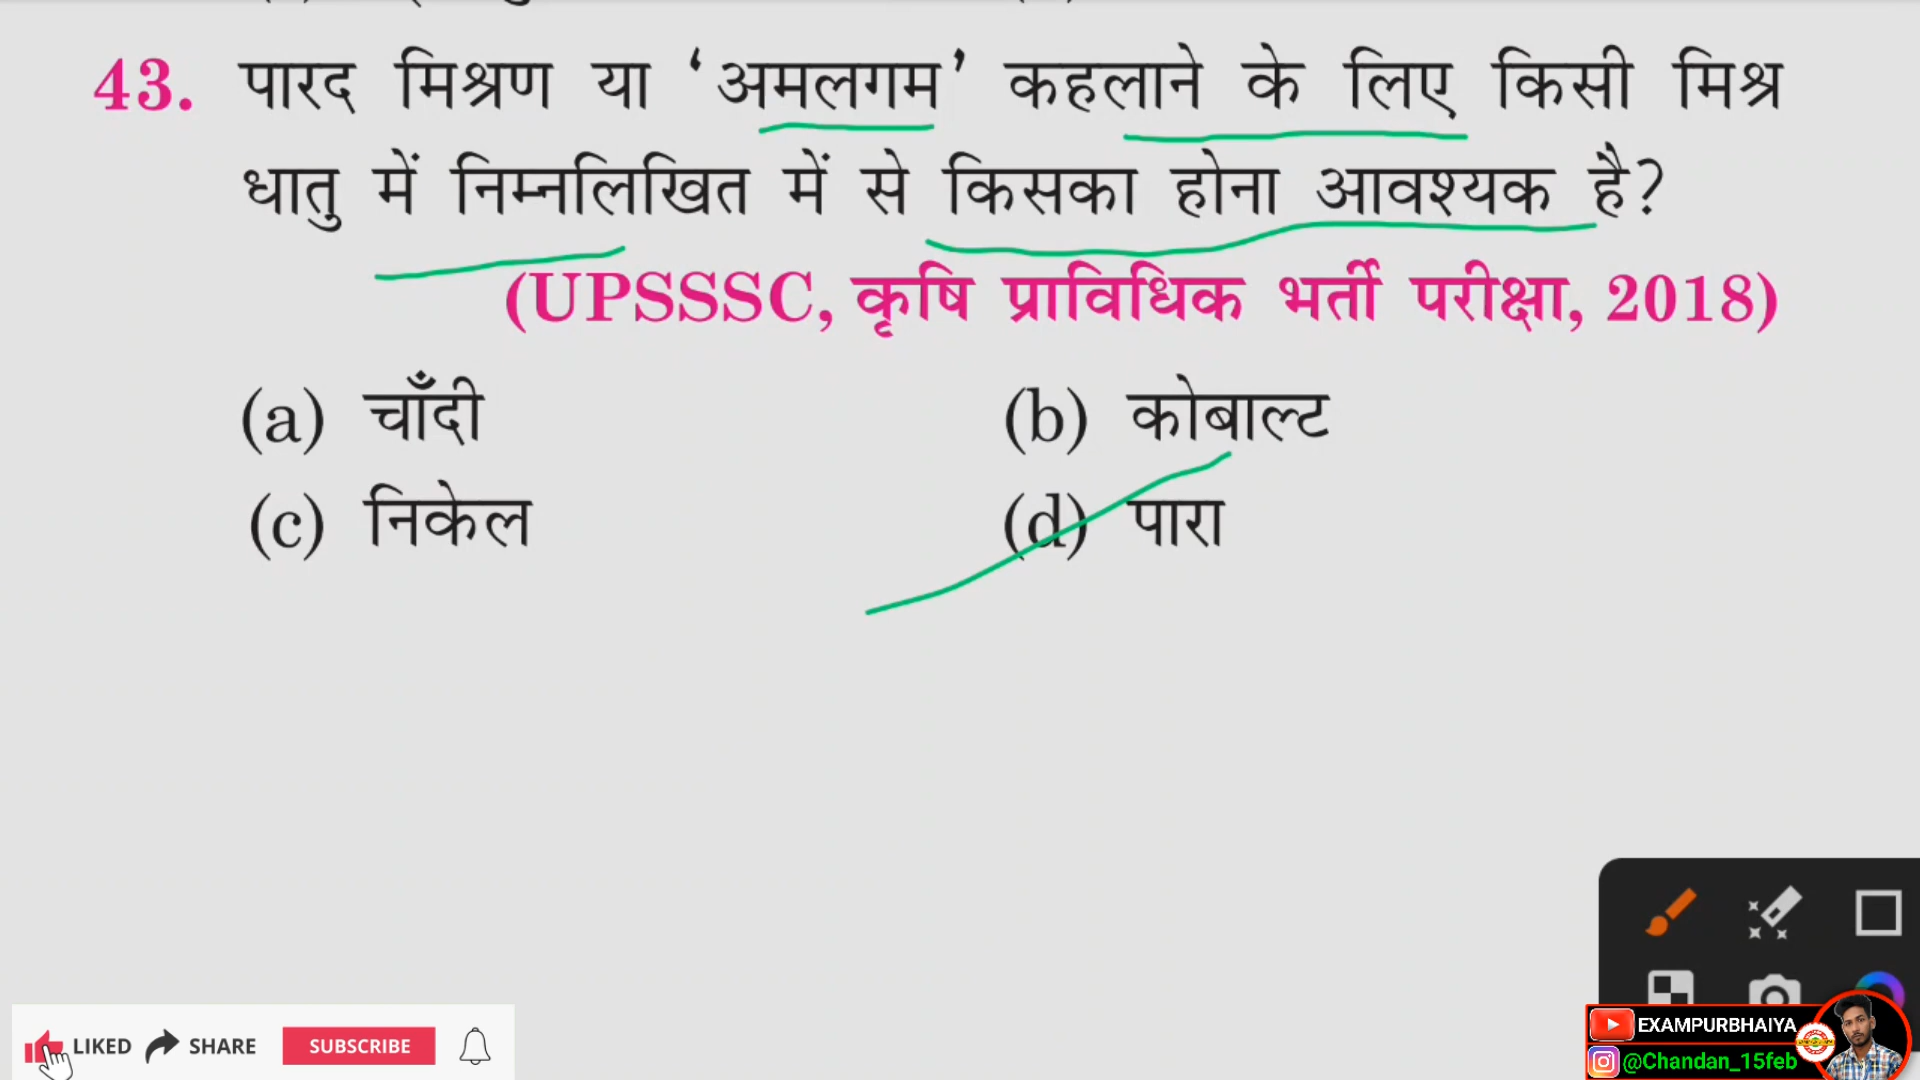 43. पारद मिश्रण या ‘अमलगम’ कहलाने के लिए किसी मिश्र
धातु में निम्नलिखित में से किसका होना आवश्यक है?
(UPSSSC, कृषि प्राविधिक भर्ती परीक्षा, 2018)
(a) चाँदी (b) कोबाल्ट
(c) निकेल (d) पारा
LIKED SHARE SUBSCRIBE
EXAMPURBHAIYA
@Chandan_15feb